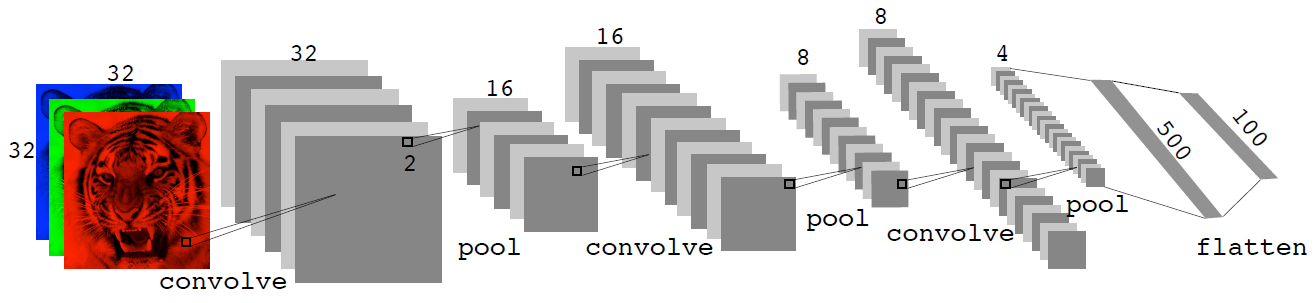 32
32
convolve
32
2
16
pool
16
convolve
8
pool
8
convolve
4
pool
500
100
flatten